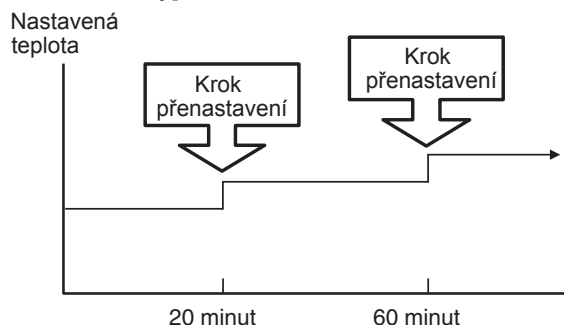 Nastavená
teplota
Krok
přenastavení
Krok
přenastavení
20 minut
60 minut